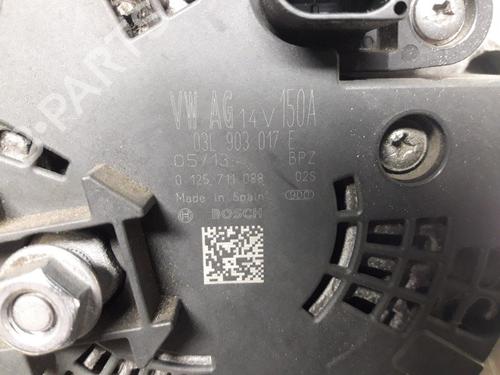 VW AG 14V 150A
03L 903 017 E
05/13 BPZ
0 125 711 088 02S
Made in Spain
BOSCH